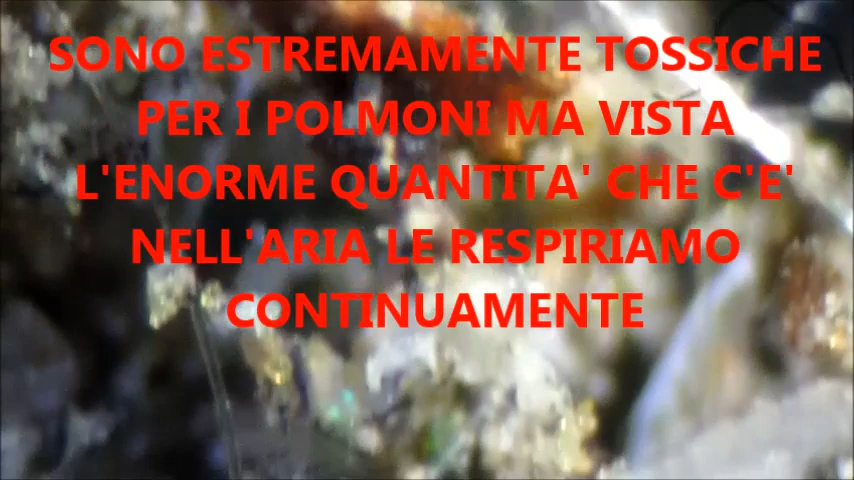 SONO ESTREMAMENTE TOSSICHE
PER I POLMONI MA VISTA
L'ENORME QUANTITA' CHE C'E'
NELL'ARIA LE RESPIRIAMO
CONTINUAMENTE